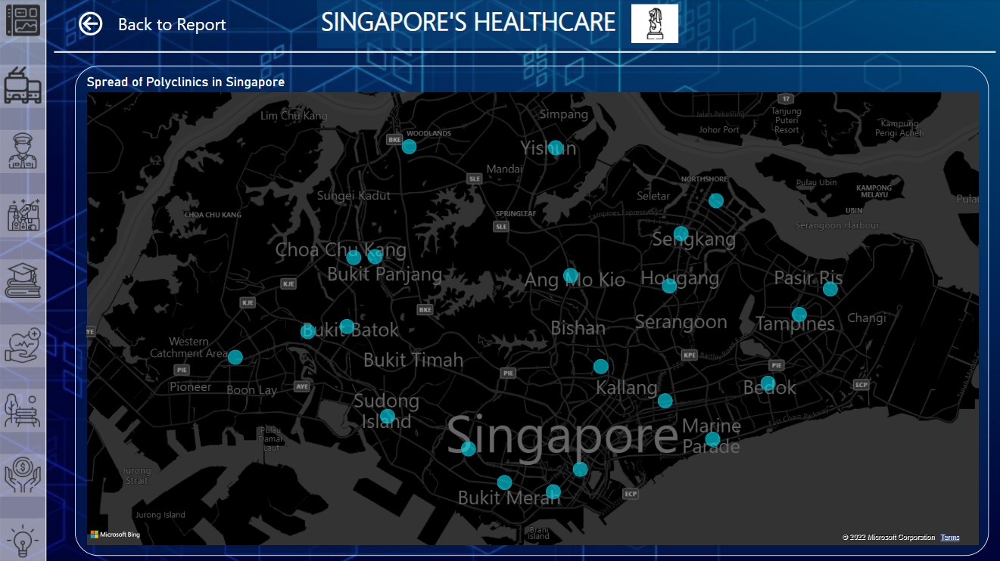 SINGAPORE'S HEALTHCARE
Back to Report
Spread of Polyclinics in Singapore
Lim Chu Kang
Simpang
17
Jalan Pekeliling
Tanjung
Puteri
Resort
Johor Port
Kampung
Perigi Acheh
BKE
WOODLANDS
Yishun
Mandai
SLE
NORTHSHORE
Pulau Ubin
KAMPONG
MELAYU
Sungei Kadut
Seletar
UBIN
CHOA CHU KANG
SPRINGLEAF
Tampines Expressway
SLE
Serangoon Harbour
Choa Chu Kang
Sengkang
Bukit Panjang
Ang Mo Kio
Hougang
Pasir Ris
KJE
KJE
BKE
Changi
Serangoon
Tampines
Bishan
Bukit Batok
YE
Western
Catchment Area
Bukit Timah
KPE
PIE
PIE
PIE
Pioneer
Boon Lay
AYE
Kallang
Bedok
ECP
Sudong
Island
East Coast Parkway
Singapore
Marine
Parade
Pulau
Damar
Laut
Jurong
Strait
Bukit Merah
ECP
Jurong Island
Brani
Island
Microsoft Bing
© 2022 Microsoft Corporation Terms